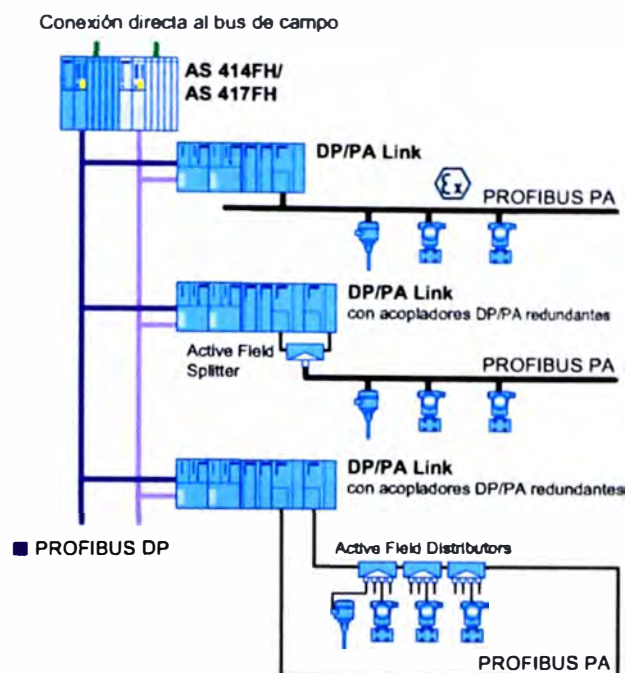 Conexión directa al bus de campo
AS 414FH/
AS 417FH
DP/PA Link
Ex
PROFIBUS PA
DP/PA Link
con acopladores DP/PA redundantes
Active Field
Splitter
PROFIBUS PA
DP/PA Link
con acopladores DP/PA redundantes
PROFIBUS DP
Active Field Distributors
PROFIBUS PA